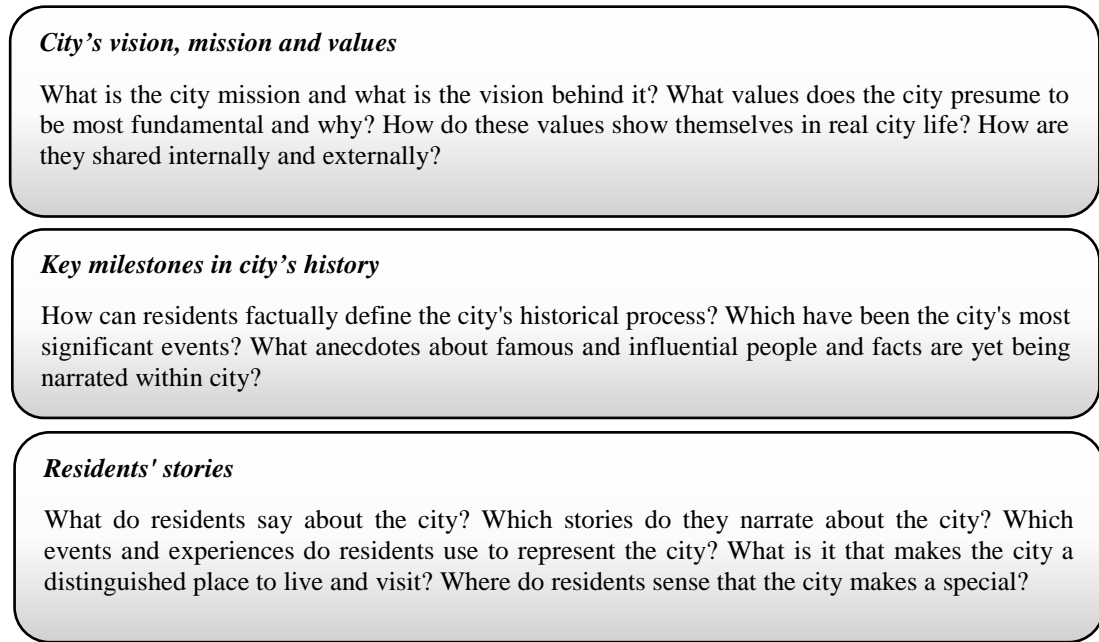 City’s vision, mission and values
What is the city mission and what is the vision behind it? What values does the city presume to
be most fundamental and why? How do these values show themselves in real city life? How are
they shared internally and externally?
Key milestones in city’s history
How can residents factually define the city's historical process? Which have been the city's most
significant events? What anecdotes about famous and influential people and facts are yet being
narrated within city?
Residents' stories
What do residents say about the city? Which stories do they narrate about the city? Which
events and experiences do residents use to represent the city? What is it that makes the city a
distinguished place to live and visit? Where do residents sense that the city makes a special?